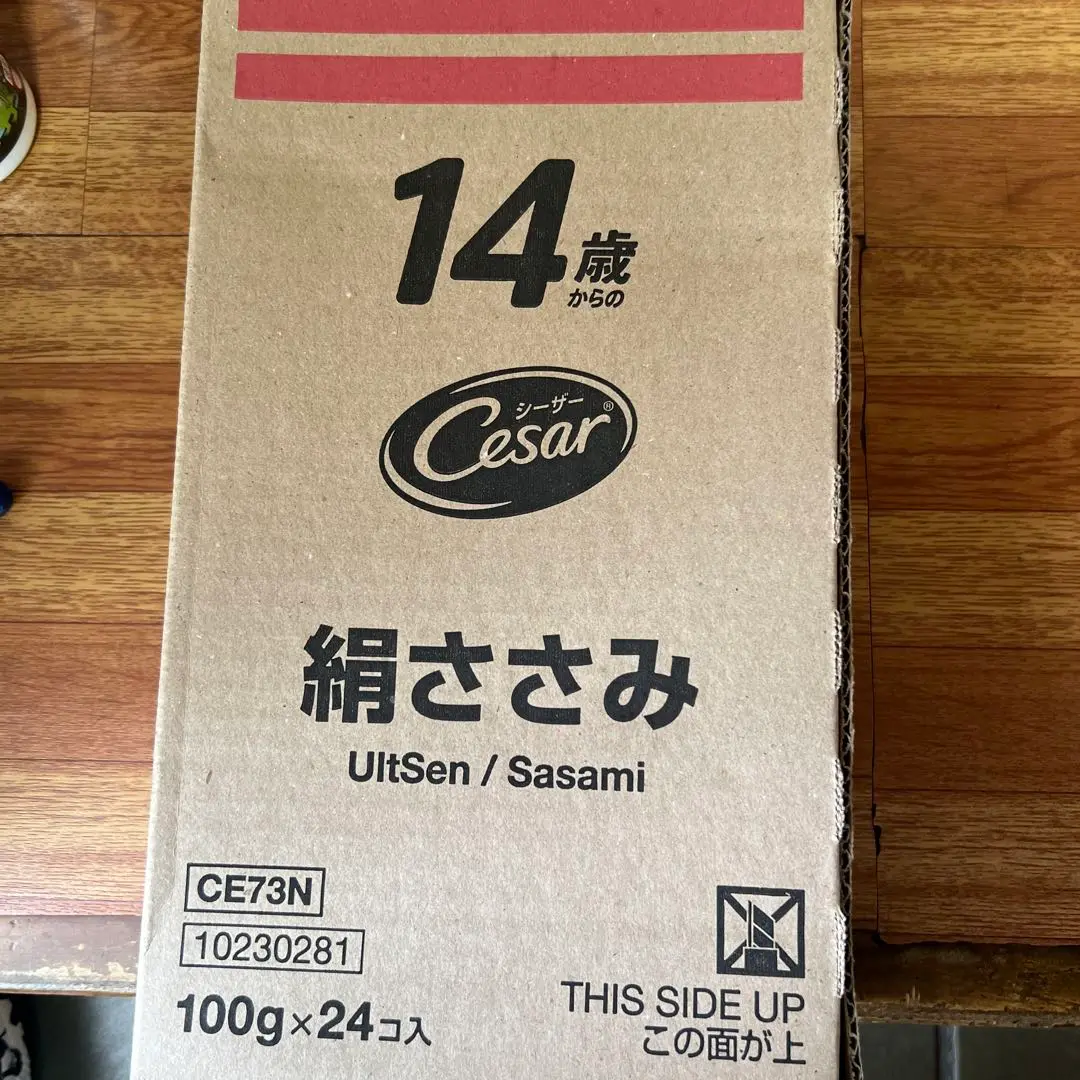 14歳
からの
シーザー
Cesar®
絹ささみ
UltSen / Sasami
CE73N
10230281
100g×24コ入
THIS SIDE UP
この面が上